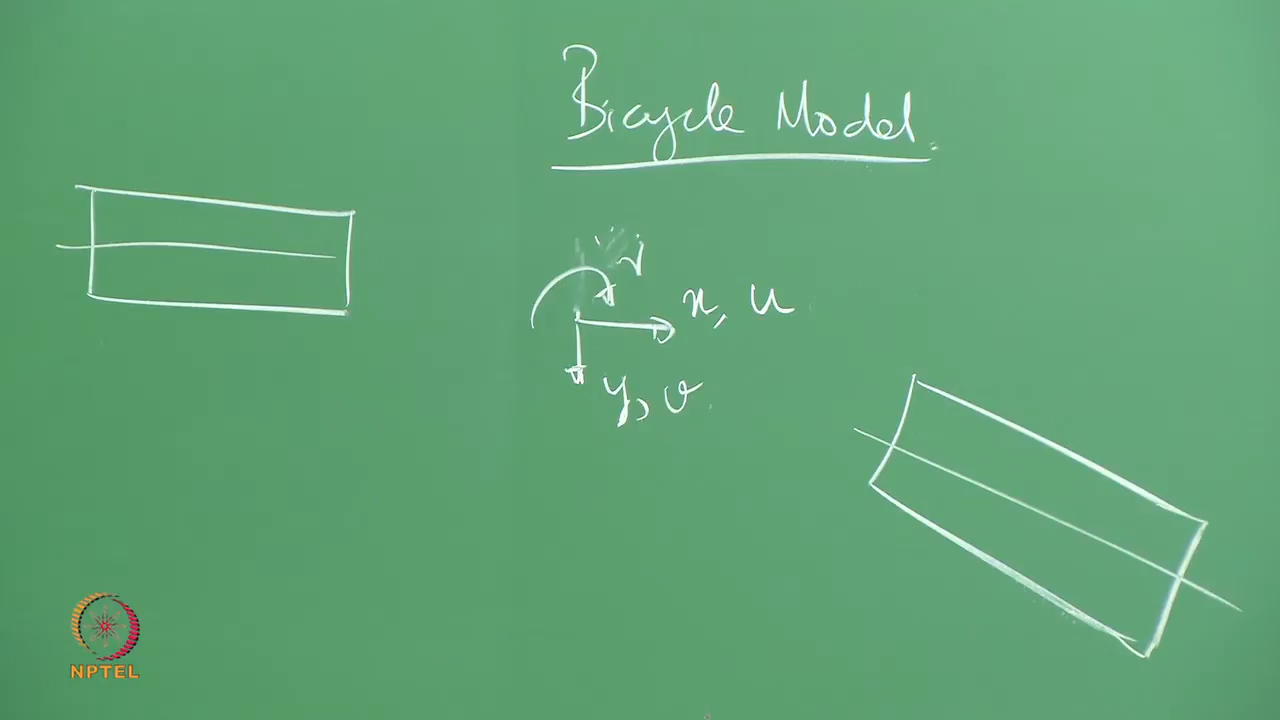 Bicycle Model.
r
x, u
y, v
NPTEL